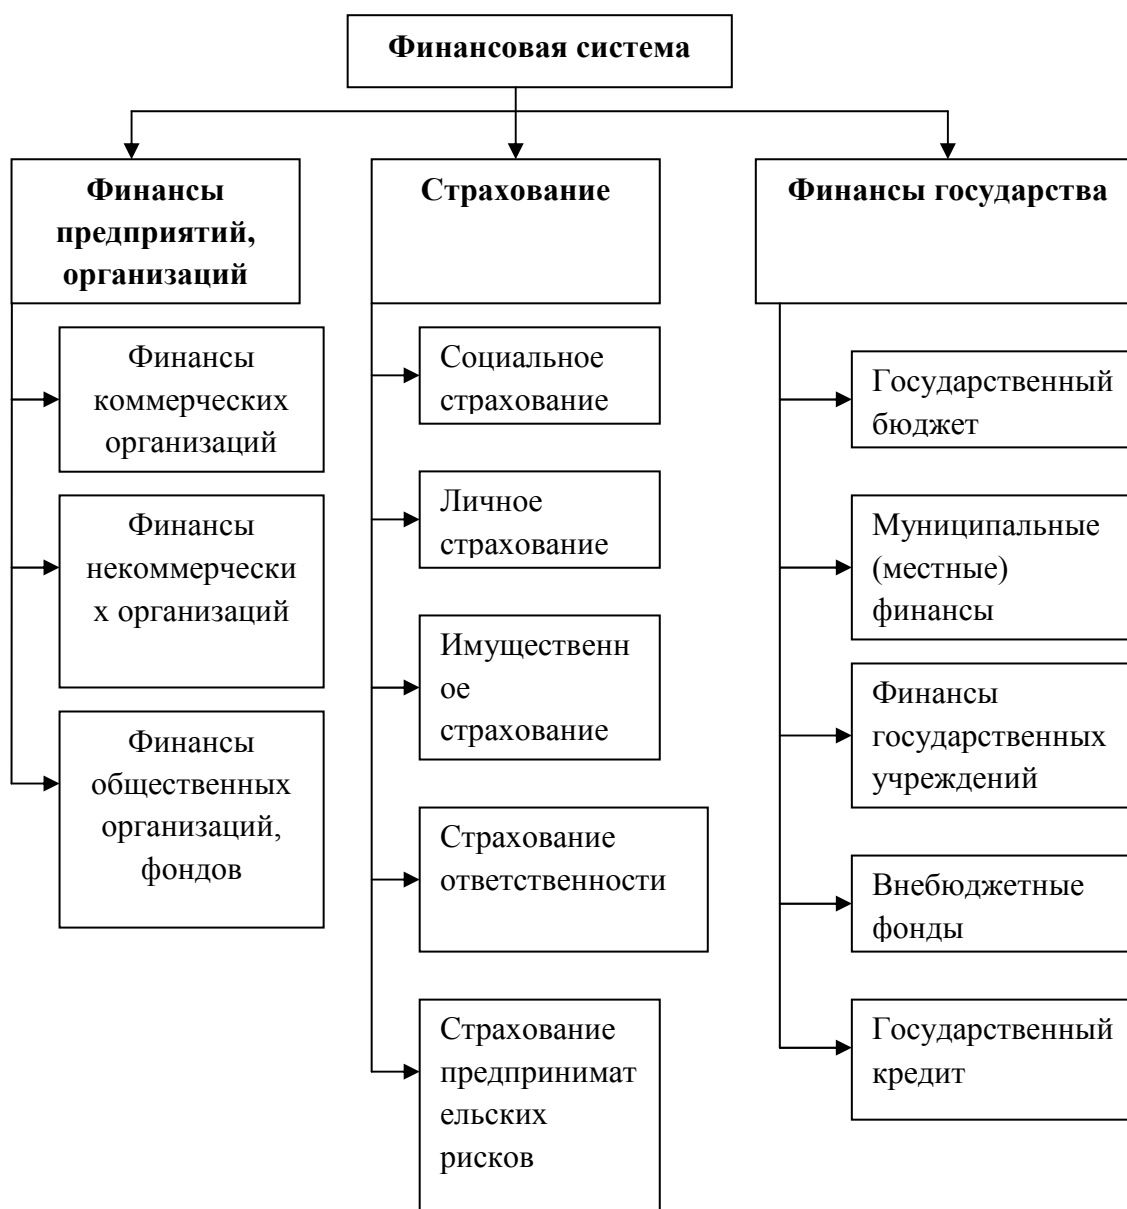 Финансовая система
Финансы
предприятий,
организаций
Финансы
коммерческих
организаций
Финансы
некоммерчески
х организаций
Финансы
общественных
организаций,
фондов
Страхование
Социальное
страхование
Личное
страхование
Имуществени
ое
страхование
Страхование
ответственности
Страхование
предпринимат
ельских
рисков
Финансы государства
Государственный
бюджет
Муниципальные
(местные)
финансы
Финансы
государственных
учреждений
Внебюджетные
фонды
Государственный
кредит